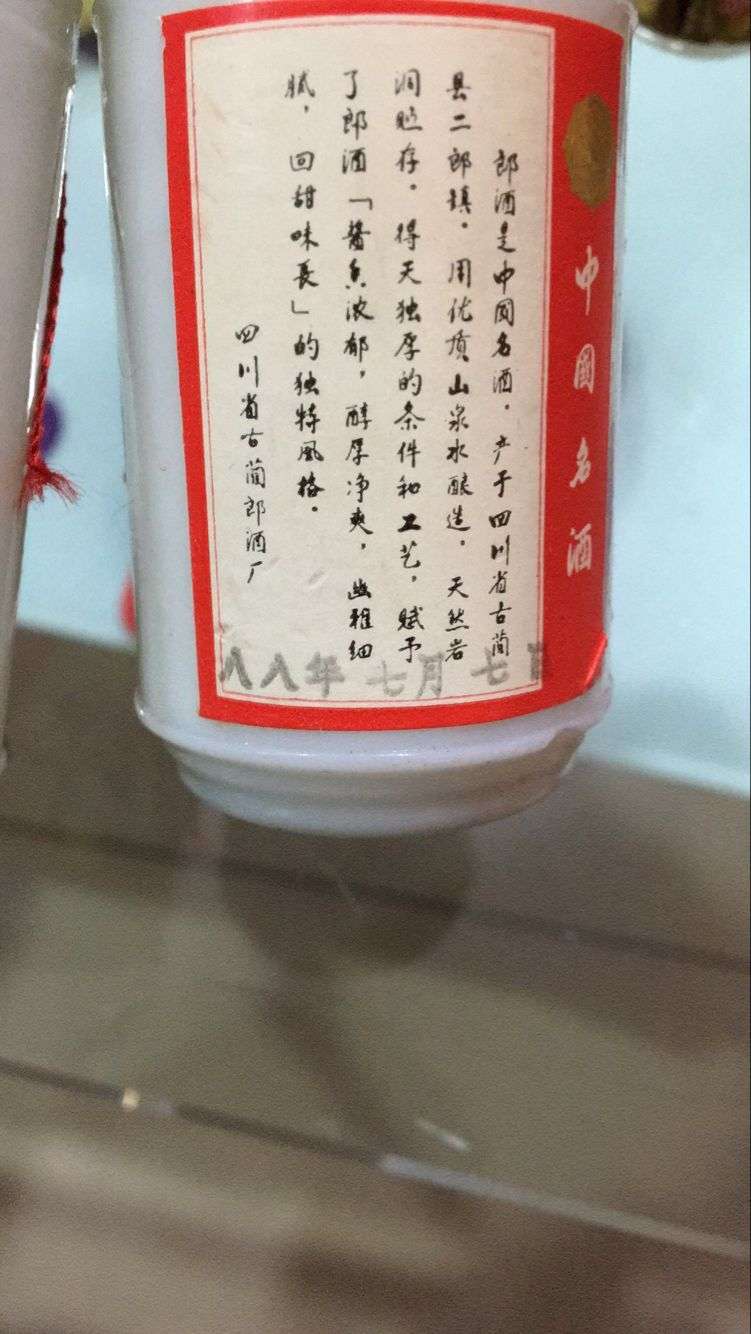 中國名酒
郎酒是中国名酒。产于四川省古蔺
县二郎镇。用优质山泉水酿造。天然岩
洞贮存。得天独厚的条件和工艺，赋予
了郎酒「酱香浓郁，醇厚净爽，幽雅细
腻，回甜味長」的独特風格。
四川省古蔺郎酒厂
八八年七月七日